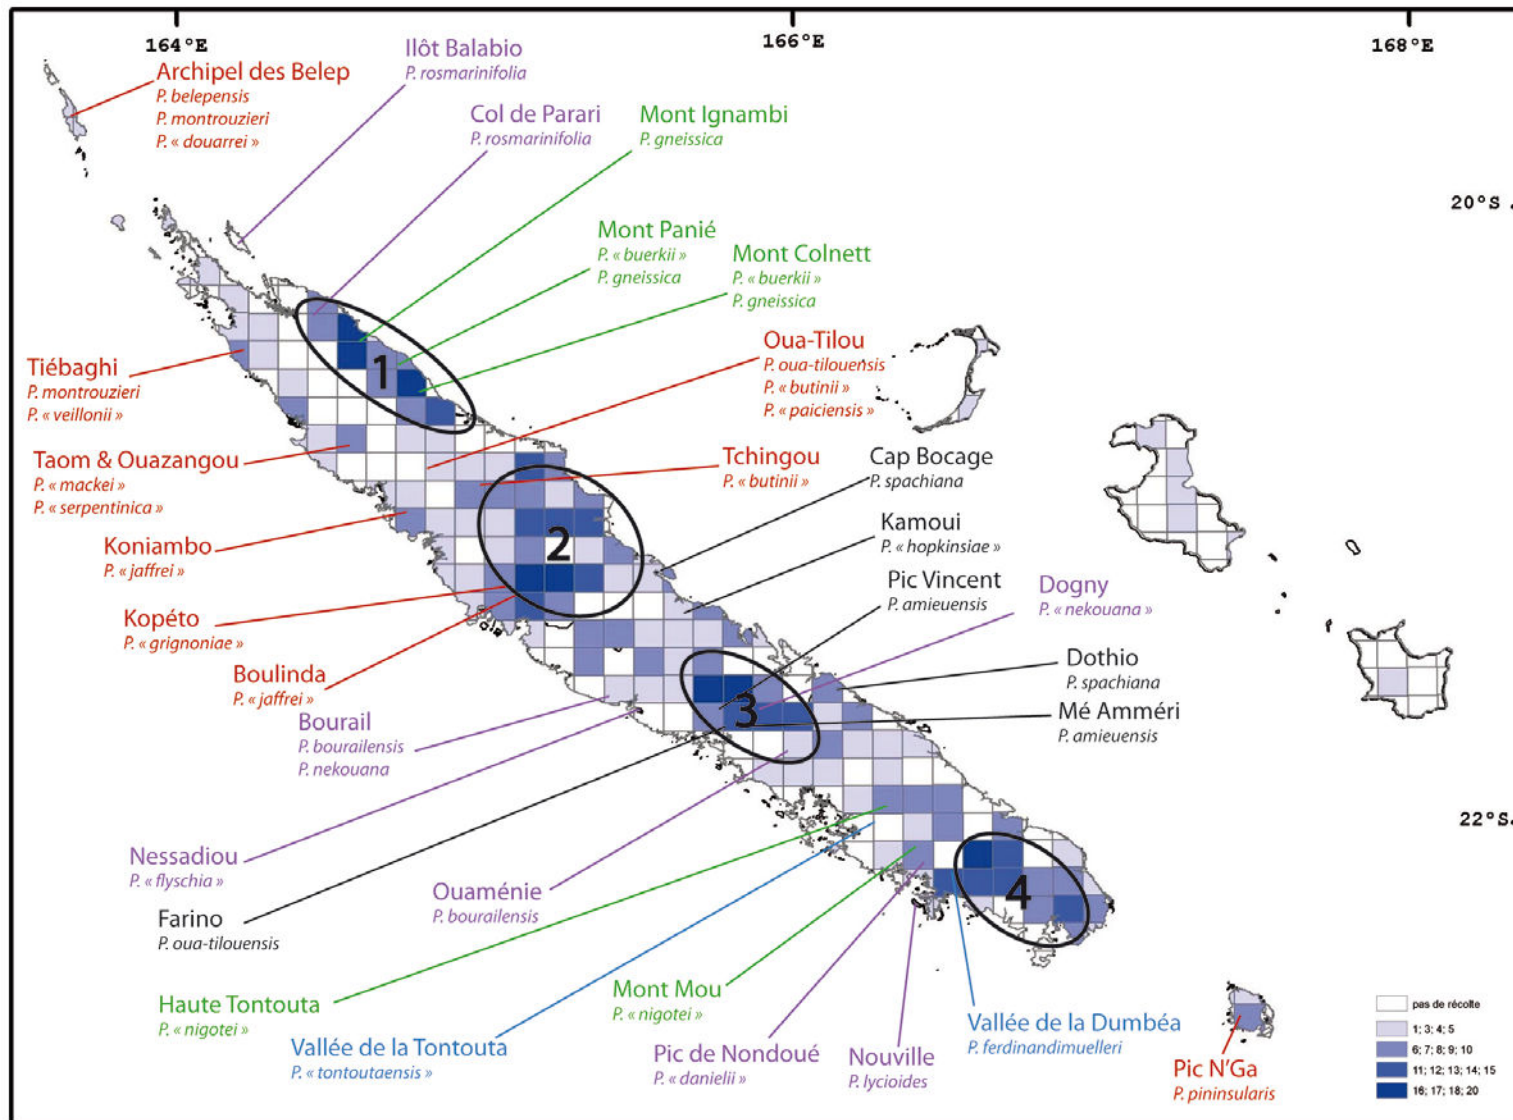 164°E
166°E
168°E
20°S
22°S
Archipel des Belep
P. belepensis
P. montrouzieri
P. « douarrei »
Ilôt Balabio
P. rosmarinifolia
Col de Parari
P. rosmarinifolia
Mont Ignambi
P. gneissica
Mont Panié
P. « buerkii »
P. gneissica
Mont Colnett
P. « buerkii »
P. gneissica
Oua-Tilou
P. oua-tilouensis
P. « butinii »
P. « paiciensis »
Tiébaghi
P. montrouzieri
P. « veillonii »
Taom & Ouazangou
P. « mackei »
P. « serpentinica »
Tchingou
P. « butinii »
Cap Bocage
P. spachiana
Kamoui
P. « hopkinsiae »
Koniambo
P. « jaffrei »
Pic Vincent
P. amieuensis
Dogny
P. « nekouana »
Kopéto
P. « grignoniae »
Boulinda
P. « jaffrei »
Dothio
P. spachiana
Mé Amméri
P. amieuensis
Bourail
P. bourailensis
P. nekouana
Nessadiou
P. « flyschia »
Ouaménie
P. bourailensis
Farino
P. oua-tilouensis
Haute Tontouta
P. « nigotei »
Vallée de la Tontouta
P. « tontoutaensis »
Mont Mou
P. « nigotei »
Pic de Nondoué
P. « danielii »
Nouville
P. lycioides
Vallée de la Dumbéa
P. ferdinandimuelleri
Pic N'Ga
P. pininsularis
1
2
3
4
pas de récolte
1; 3; 4; 5
6; 7; 8; 9; 10
11; 12; 13; 14; 15
16; 17; 18; 20